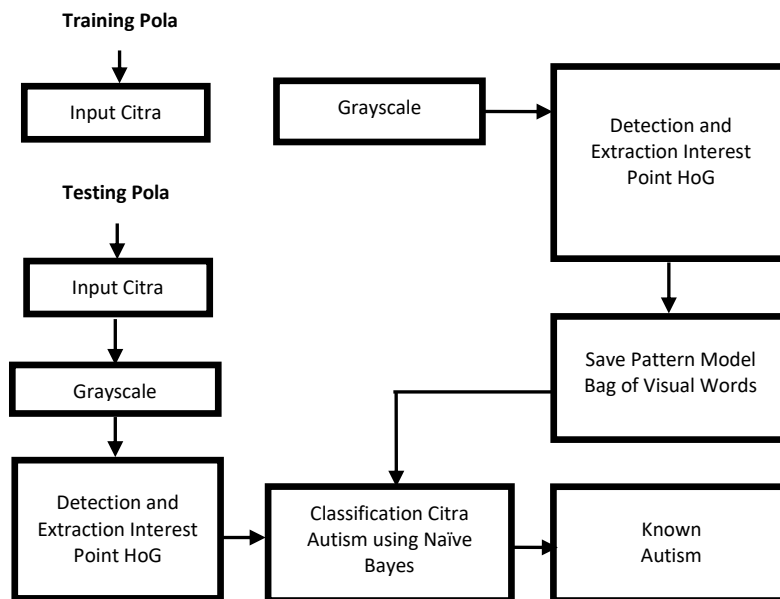 Training Pola
Input Citra
Grayscale
Detection and
Extraction Interest
Point HoG
Testing Pola
Input Citra
Grayscale
Save Pattern Model
Bag of Visual Words
Detection and
Extraction Interest
Point HoG
Classification Citra
Autism using Naïve
Bayes
Known
Autism